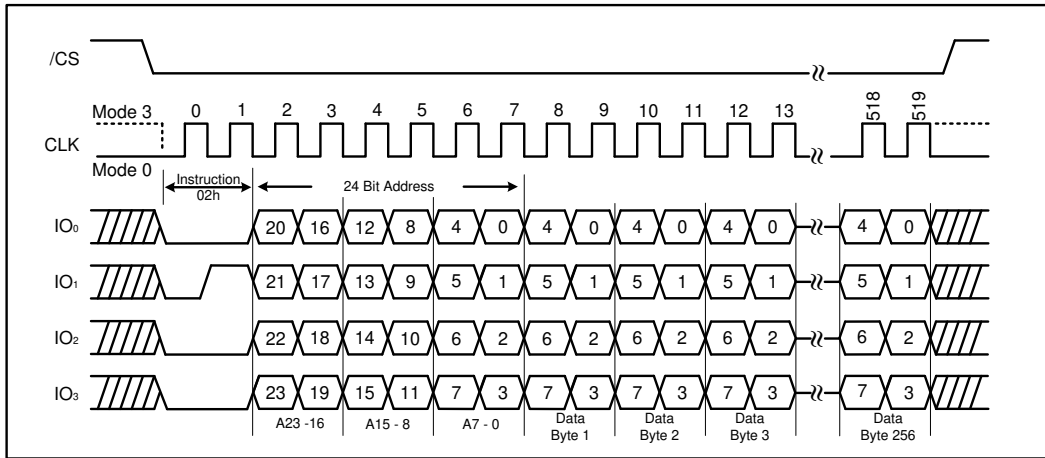 /CS
Mode 3 0 1 2 3 4 5 6 7 8 9 10 11 12 13 518 519
CLK
Mode 0
Instruction
02h
24 Bit Address
IO0 20 16 12 8 4 0 4 0 4 0 4 0 4 0
IO1 21 17 13 9 5 1 5 1 5 1 5 1 5 1
IO2 22 18 14 10 6 2 6 2 6 2 6 2 6 2
IO3 23 19 15 11 7 3 7 3 7 3 7 3 7 3
A23 -16 A15 - 8 A7 - 0
Data
Byte 1
Data
Byte 2
Data
Byte 3
Data
Byte 256